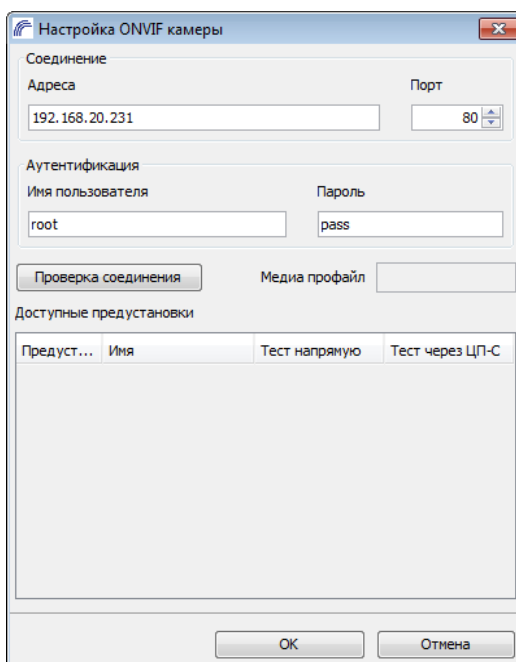 Настройка ONVIF камеры
Соединение
Адреса Порт
192.168.20.231 80
Аутентификация
Имя пользователя Пароль
root pass
Проверка соединения Медиа профайл
Доступные предустановки
Предуст... Имя Тест напрямую Тест через ЦП-С
OK Отмена